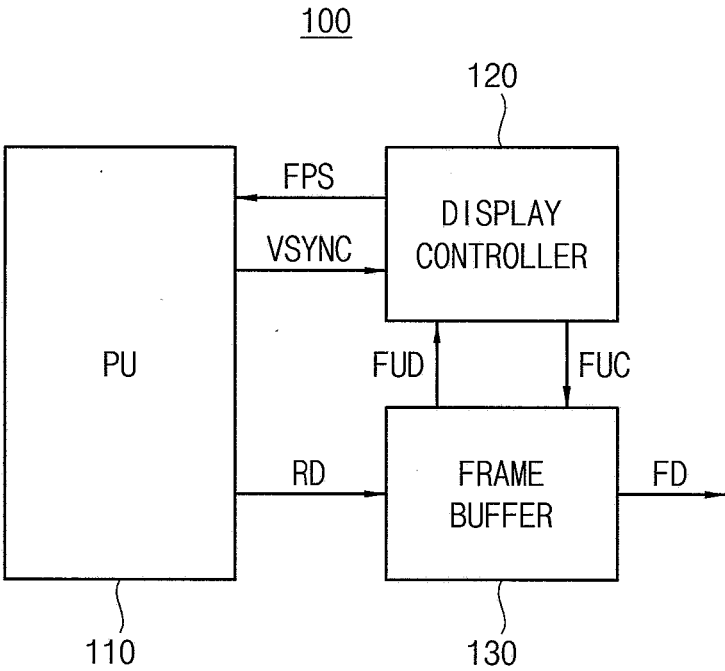 100
120
FPS
DISPLAY
CONTROLLER
VSYNC
PU
FUD
FUC
RD
FRAME
BUFFER
FD
110
130